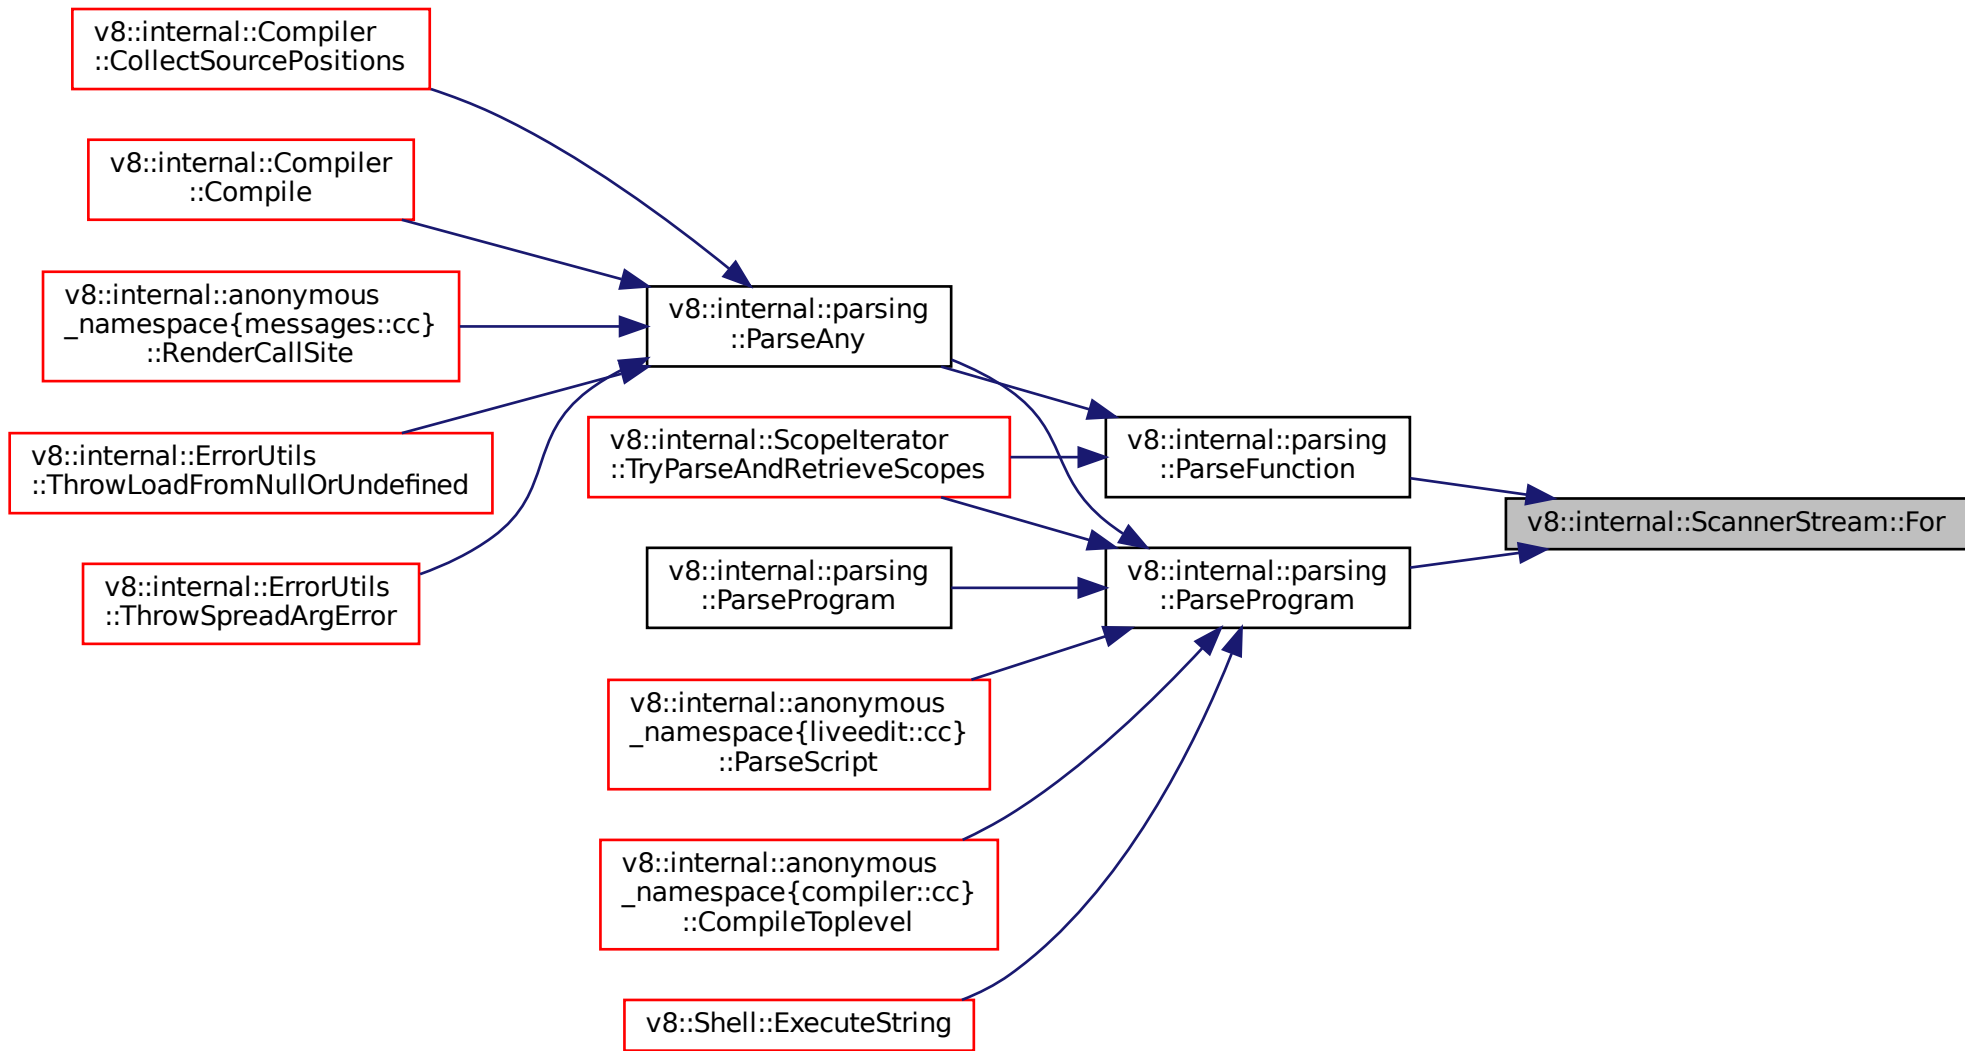 v8::internal::Compiler
::CollectSourcePositions
v8::internal::Compiler
::Compile
v8::internal::anonymous
_namespace{messages::cc}
::RenderCallSite
v8::internal::ErrorUtils
::ThrowLoadFromNullOrUndefined
v8::internal::ErrorUtils
::ThrowSpreadArgError
v8::internal::parsing
::ParseAny
v8::internal::ScopeIterator
::TryParseAndRetrieveScopes
v8::internal::parsing
::ParseProgram
v8::internal::anonymous
_namespace{liveedit::cc}
::ParseScript
v8::internal::anonymous
_namespace{compiler::cc}
::CompileToplevel
v8::Shell::ExecuteString
v8::internal::parsing
::ParseFunction
v8::internal::parsing
::ParseProgram
v8::internal::ScannerStream::For